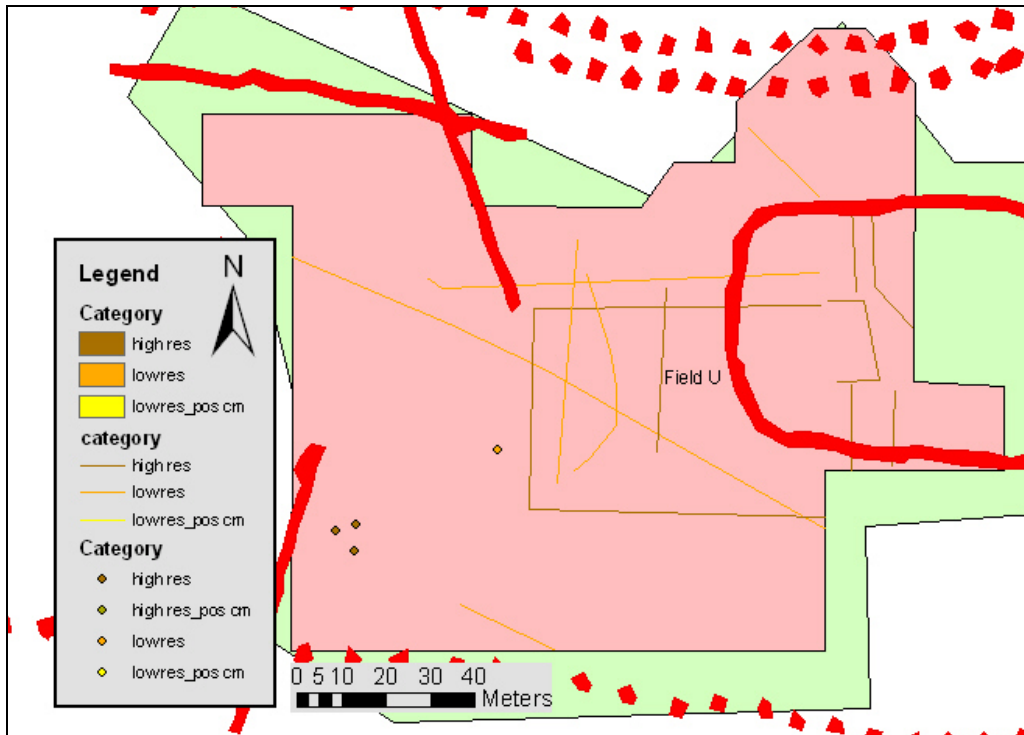 Field U
Legend
N
Category
high res
lowres
lowres_pos cm
category
high res
lowres
lowres_pos cm
Category
high res
high res_pos cm
lowres
lowres_pos cm
0 5 10 20 30 40
Meters